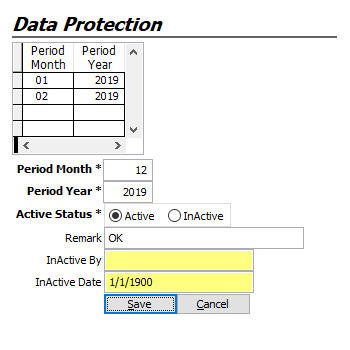 Data Protection
Period Month Period Year
01 2019
02 2019
Period Month * 12
Period Year * 2019
Active Status * Active InActive
Remark OK
InActive By
InActive Date 1/1/1900
Save Cancel